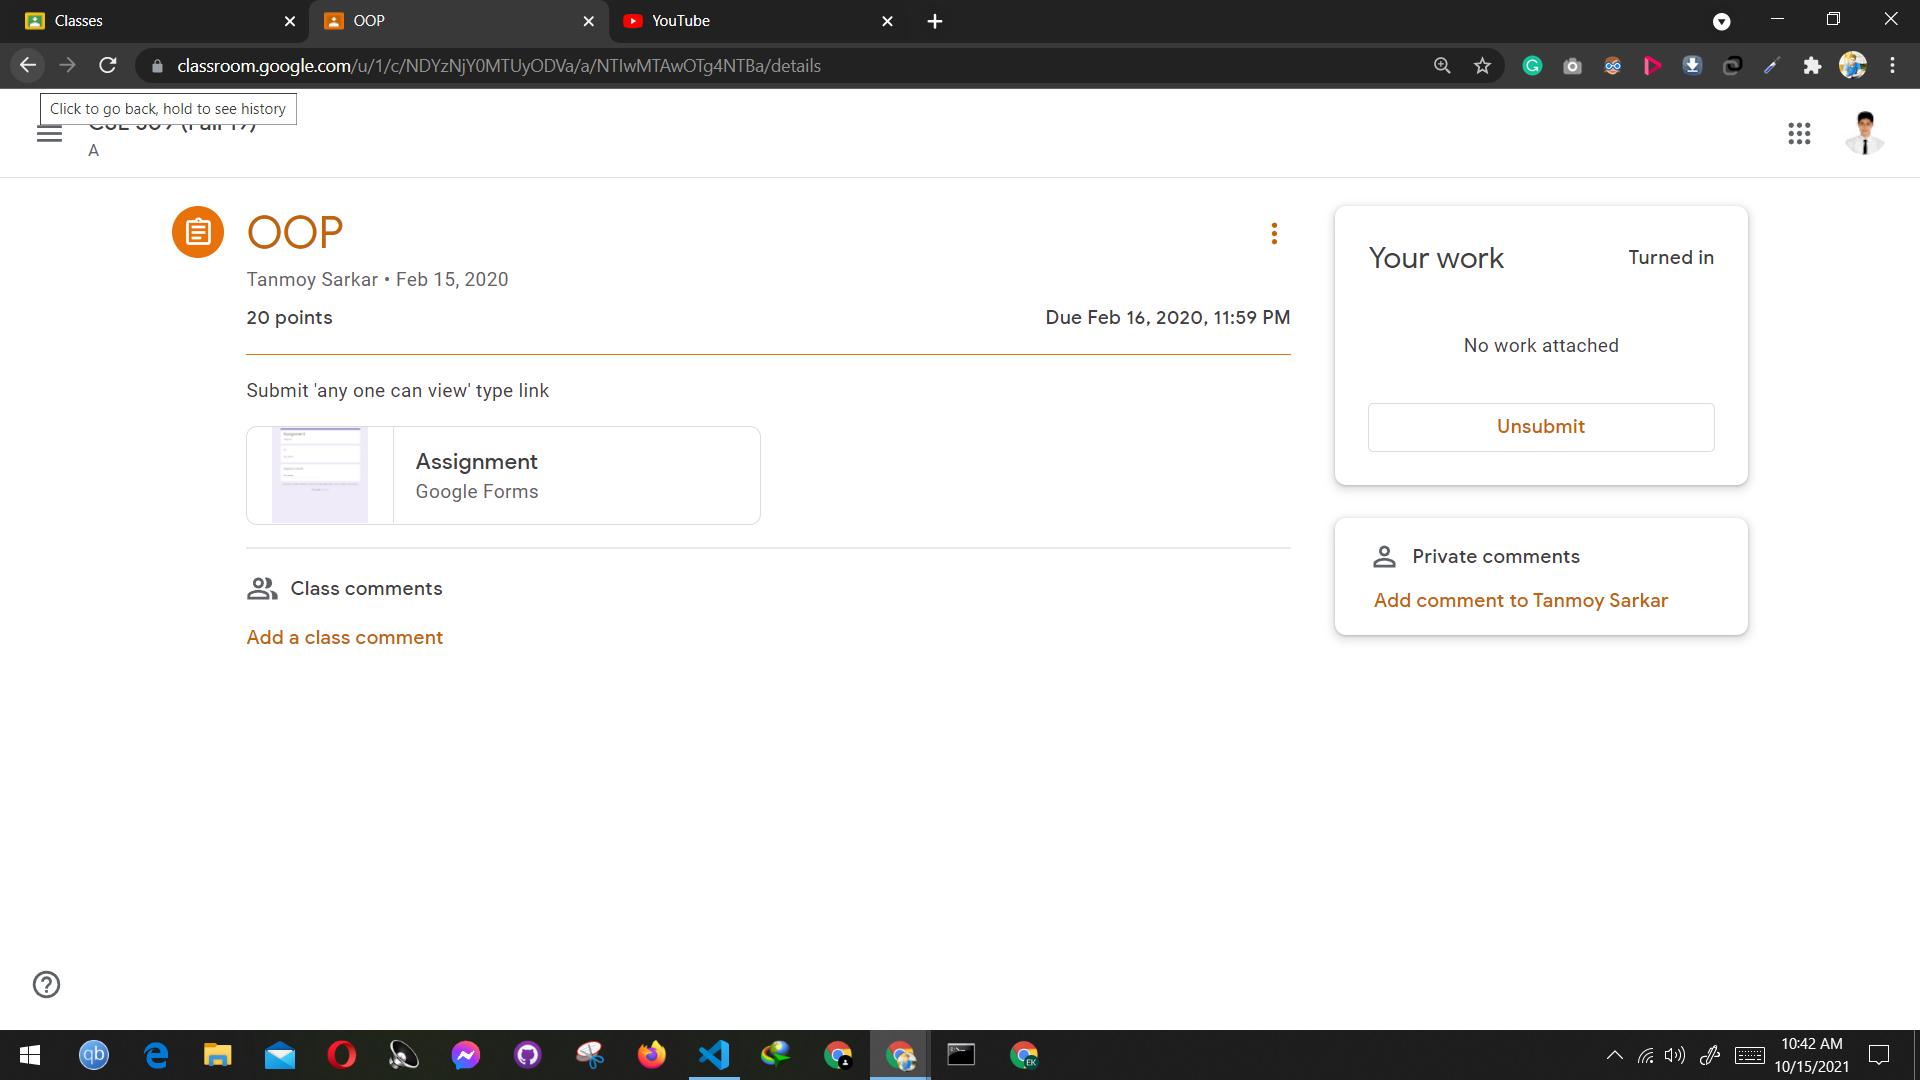 Classes
OOP
YouTube
classroom.google.com/u/1/c/NDYzNjY0MTUyODVa/a/NTIwMTAwOTg4NTBa/details
Click to go back, hold to see history
A
OOP
Tanmoy Sarkar • Feb 15, 2020
20 points
Due Feb 16, 2020, 11:59 PM
Submit 'any one can view' type link
Assignment
Google Forms
Class comments
Add a class comment
Your work
Turned in
No work attached
Unsubmit
Private comments
Add comment to Tanmoy Sarkar
qb
EK
10:42 AM
10/15/2021